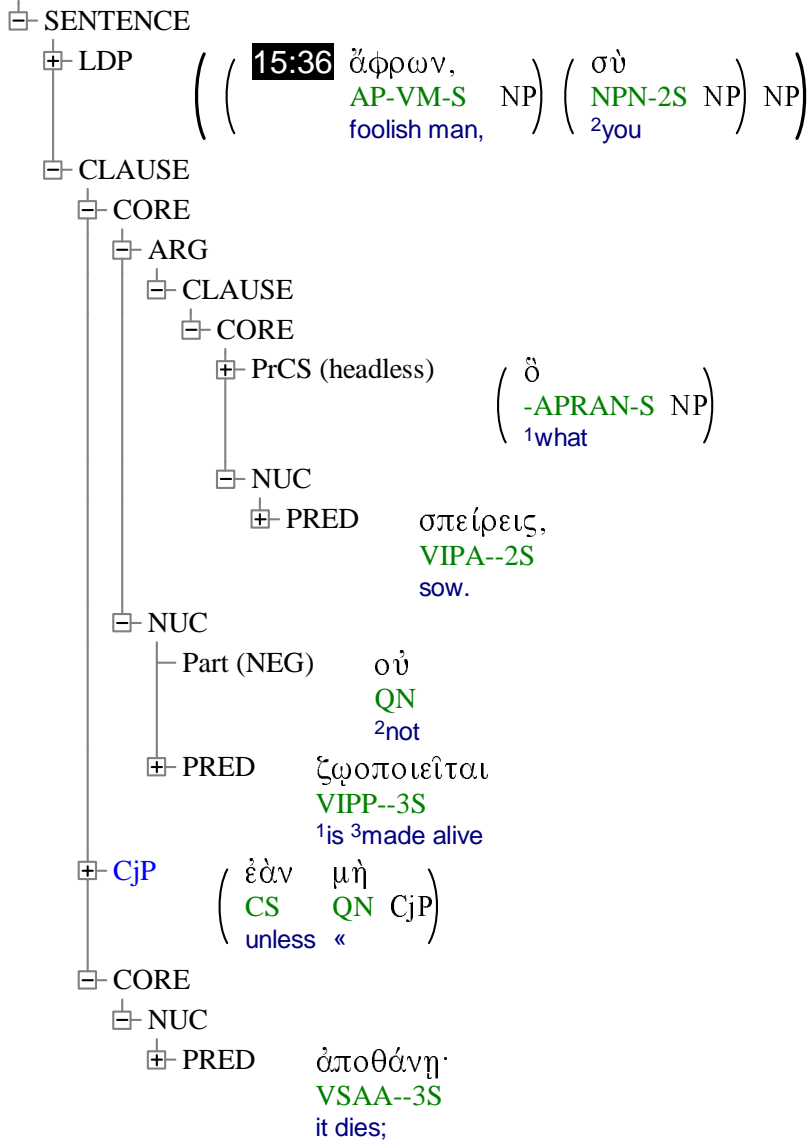 SENTENCE
LDP ( ( 15:36 ἄφρων, ( σὺ
AP-VM-S NP) NPN-2S NP) NP)
foolish man, 2you
CLAUSE
CORE
ARG
CLAUSE
CORE
PrCS (headless) ( ὃ
-APRAN-S NP)
1what
NUC
PRED σπείρεις,
VIPA--2S
sow.
NUC
Part (NEG) οὐ
QN
2not
PRED ζῳοποιεῖται
VIPP--3S
1is 3made alive
CjP ( ἐὰν μὴ
CS QN CjP)
unless «
CORE
NUC
PRED ἀποθάνῃ·
VSAA--3S
it dies;